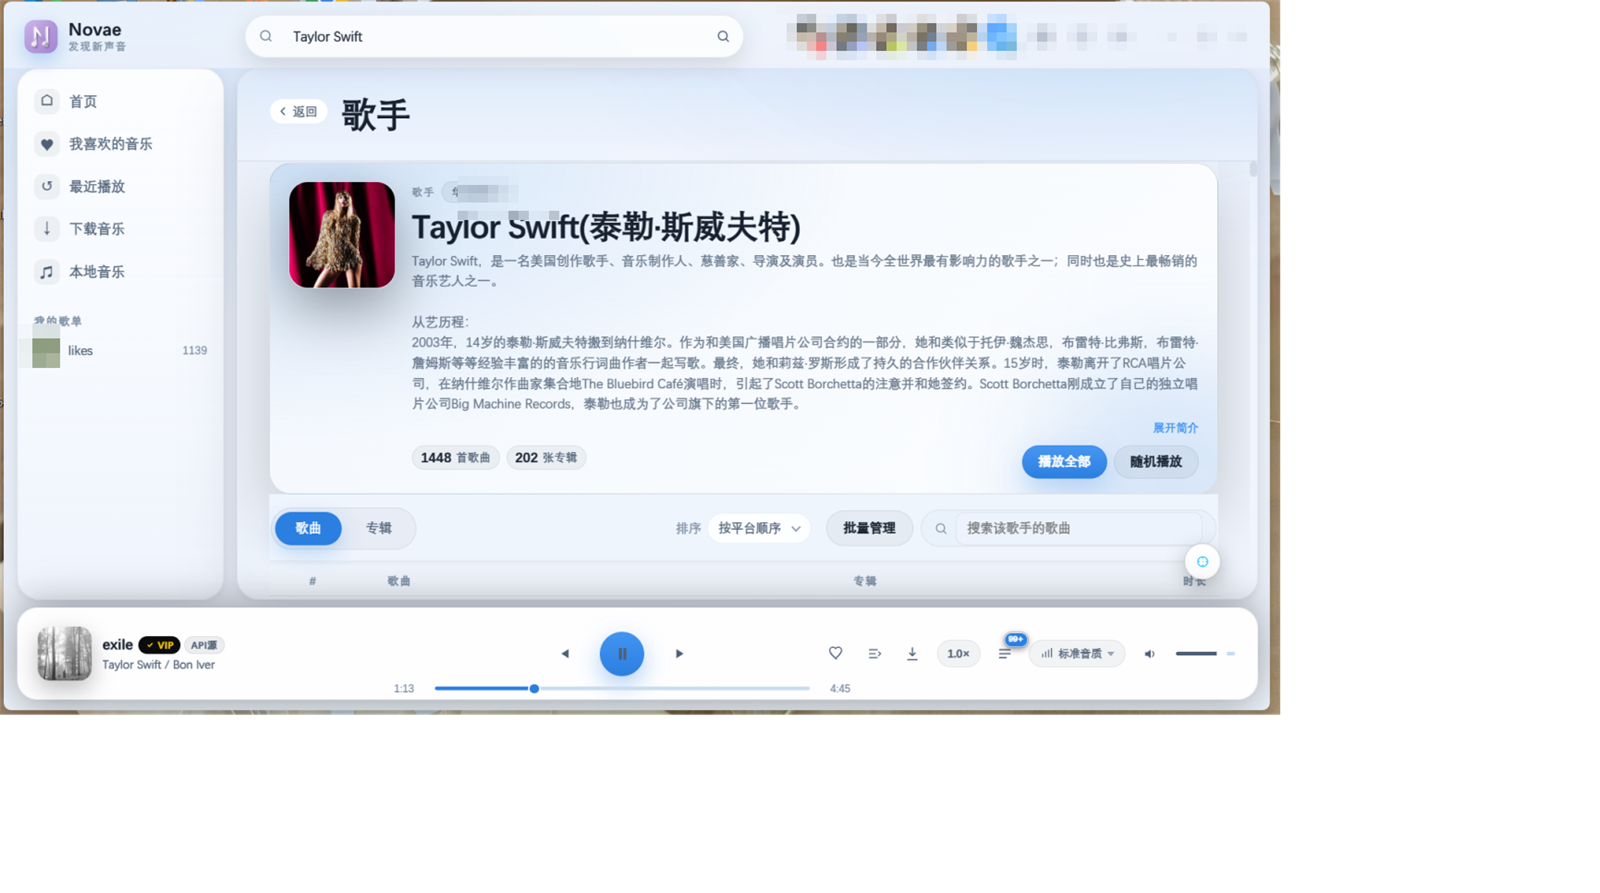 Novae
发现新声音
Taylor Swift
首页
我喜欢的音乐
最近播放
下载音乐
本地音乐
我的歌单
likes
1139
返回
歌手
歌手
Taylor Swift(泰勒·斯威夫特)
Taylor Swift，是一名美国创作歌手、音乐制作人、慈善家、导演及演员。也是当今全世界最有影响力的歌手之一；同时也是史上最畅销的
音乐艺人之一。
从艺历程：
2003年，14岁的泰勒·斯威夫特搬到纳什维尔。作为和美国广播唱片公司合约的一部分，她和类似于托伊·魏杰思，布雷特·比弗斯，布雷特·
詹姆斯等等经验丰富的的音乐行词曲作者一起写歌。最终，她和莉兹·罗斯形成了持久的合作伙伴关系。15岁时，泰勒离开了RCA唱片公
司，在纳什维尔作曲家集合地The Bluebird Café演唱时，引起了Scott Borchetta的注意并和她签约。Scott Borchetta刚成立了自己的独立唱
片公司Big Machine Records，泰勒也成为了公司旗下的第一位歌手。
展开简介
1448 首歌曲
202 张专辑
播放全部
随机播放
歌曲
专辑
排序
按平台顺序
批量管理
搜索该歌手的歌曲
#
歌曲
专辑
时长
exile
VIP
API源
Taylor Swift / Bon Iver
1:13
4:45
1.0×
99+
标准音质